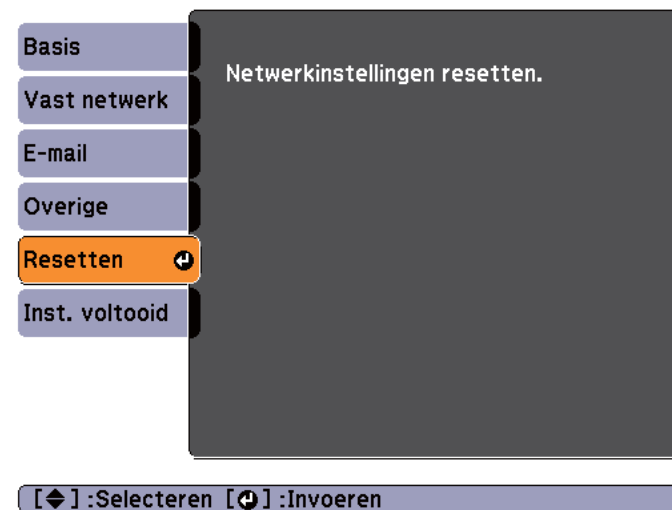 Basis
Vast netwerk
E-mail
Overige
Resetten
Inst. voltooid
Netwerkinstellingen resetten.
[◆] :Selecteren [⏎] :Invoeren